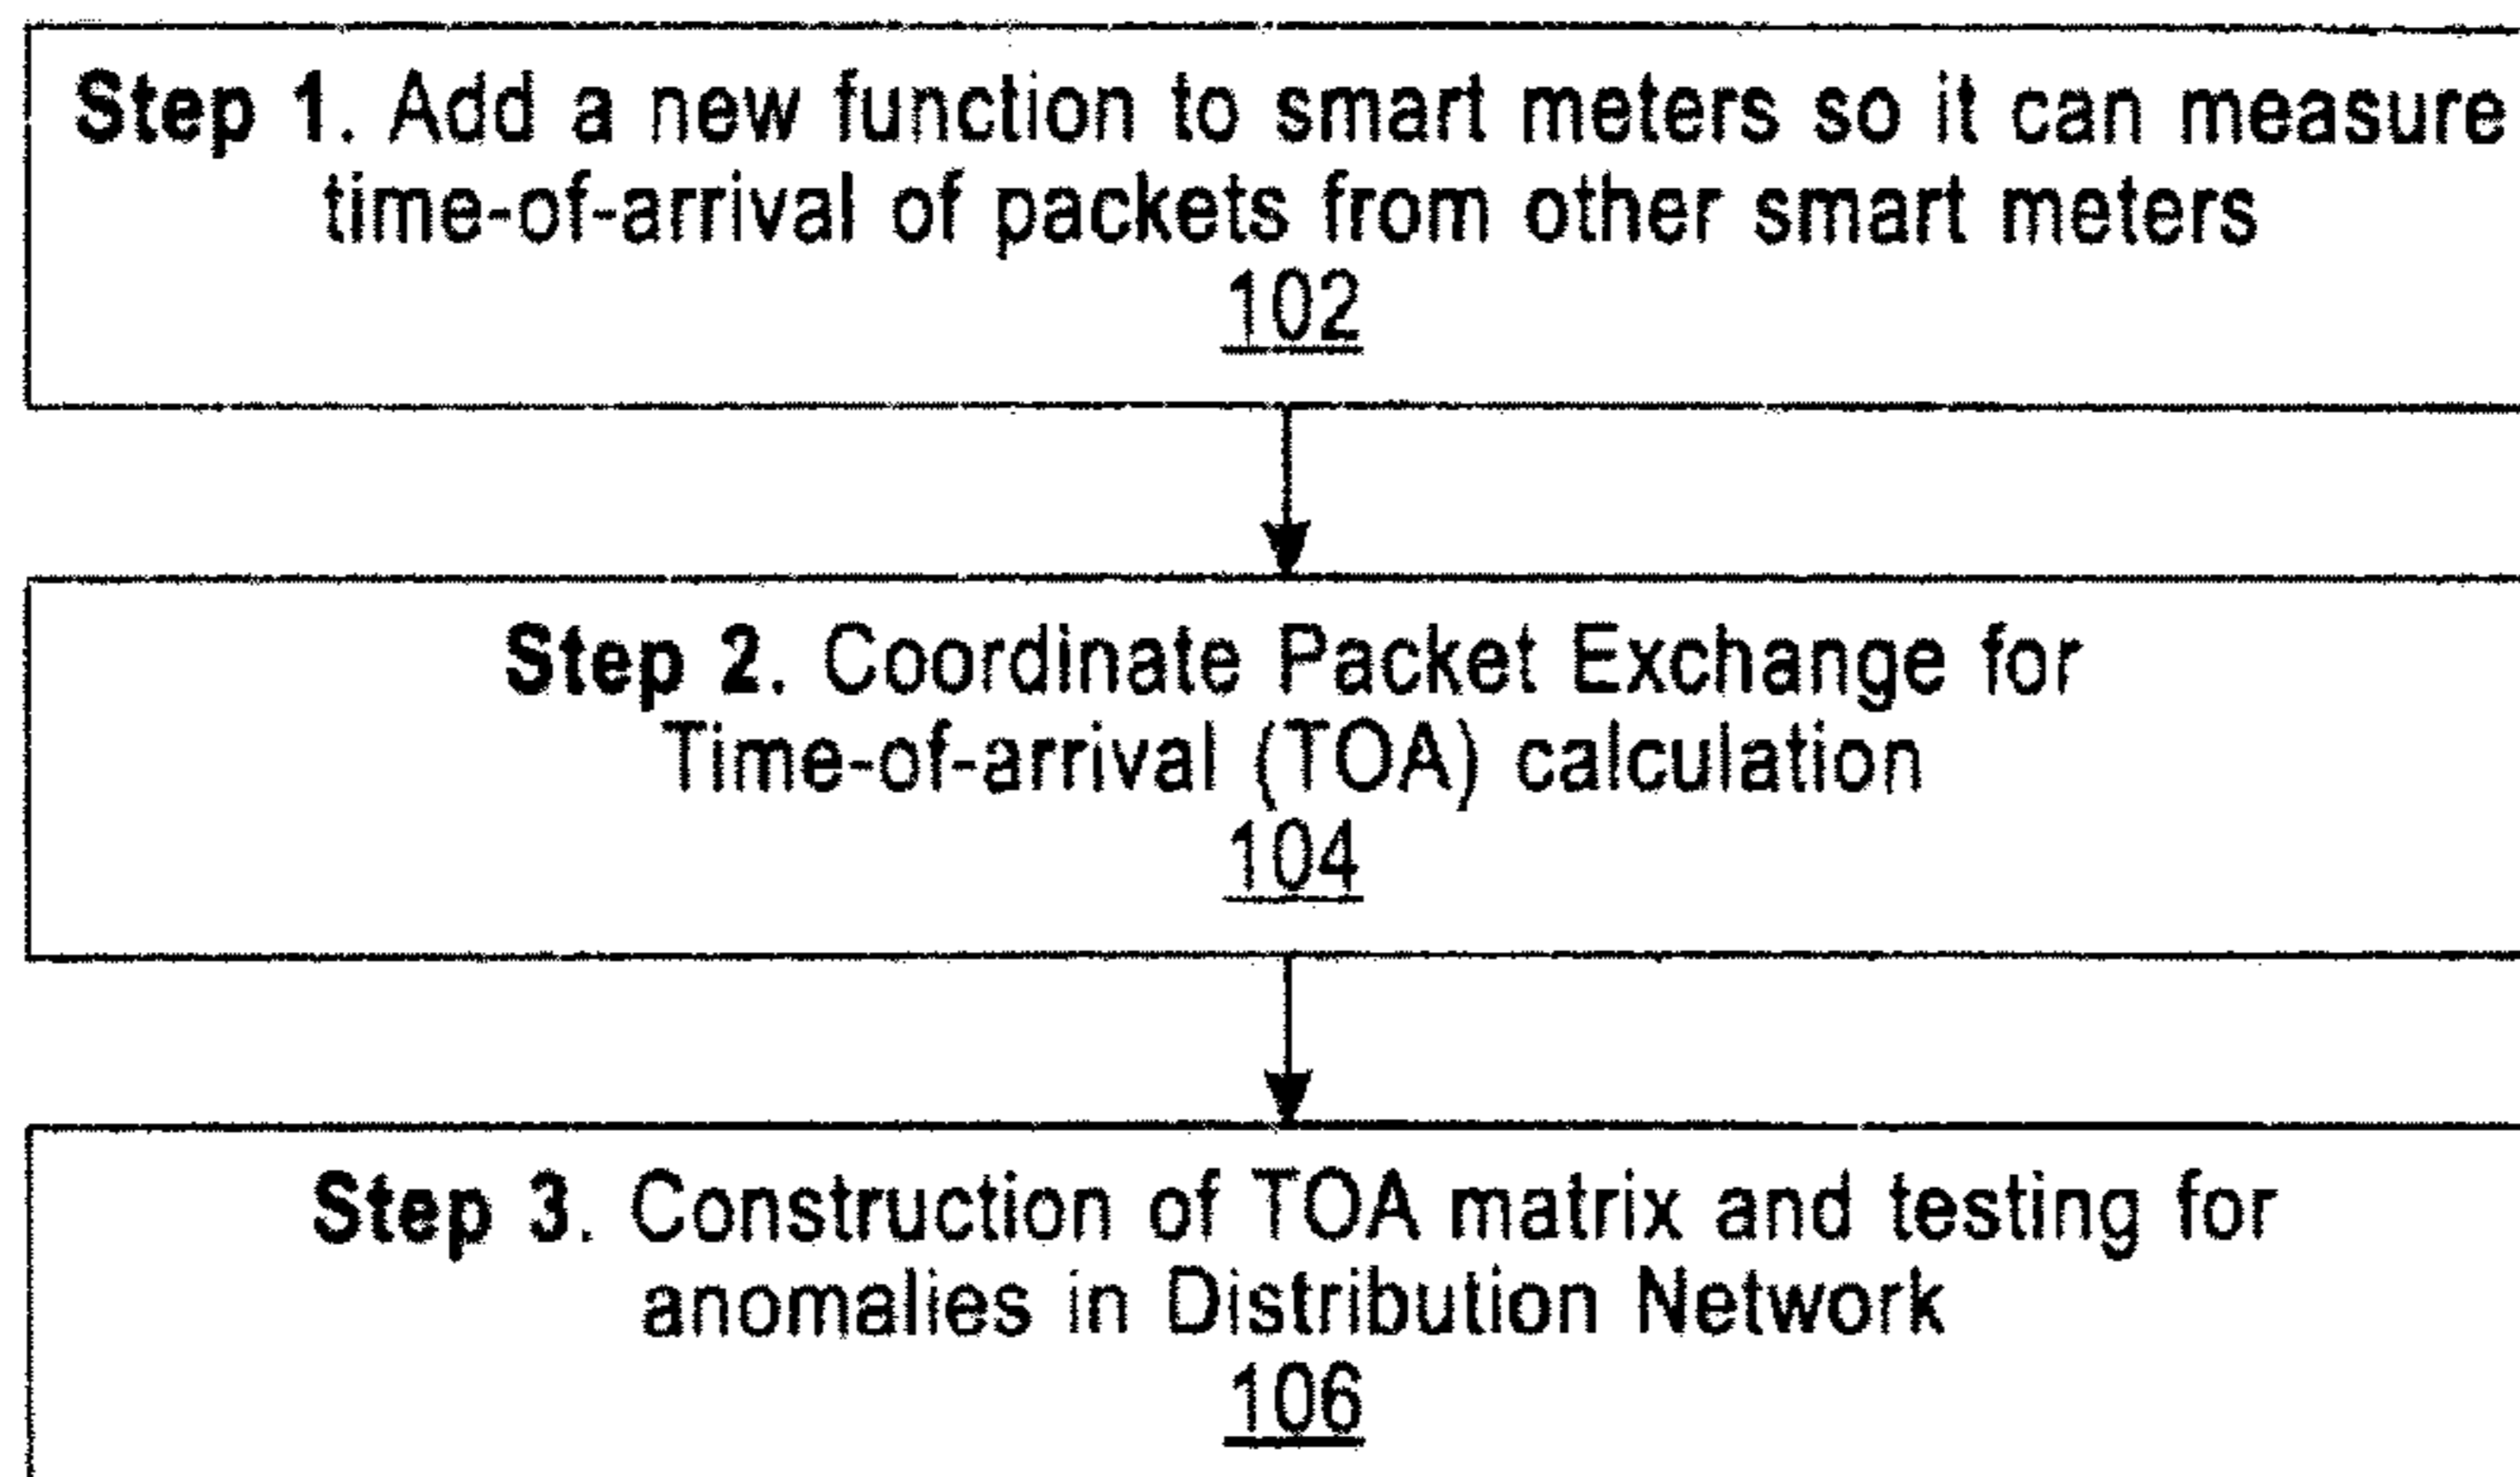 Step 1. Add a new function to smart meters so it can measure
time-of-arrival of packets from other smart meters
102
Step 2. Coordinate Packet Exchange for
Time-of-arrival (TOA) calculation
104
Step 3. Construction of TOA matrix and testing for
anomalies in Distribution Network
106